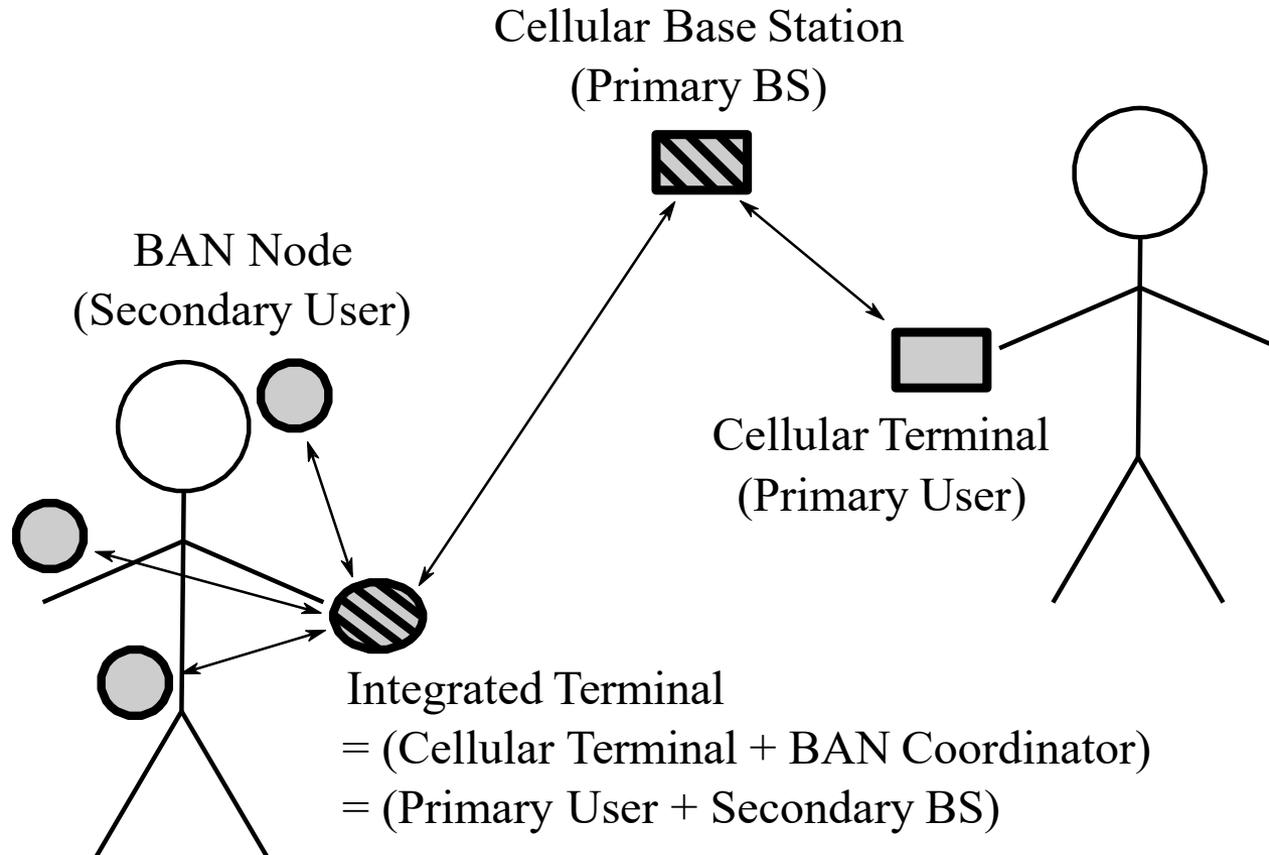 Cellular Base Station
(Primary BS)
BAN Node
(Secondary User)
Cellular Terminal
(Primary User)
Integrated Terminal
= (Cellular Terminal + BAN Coordinator)
= (Primary User + Secondary BS)